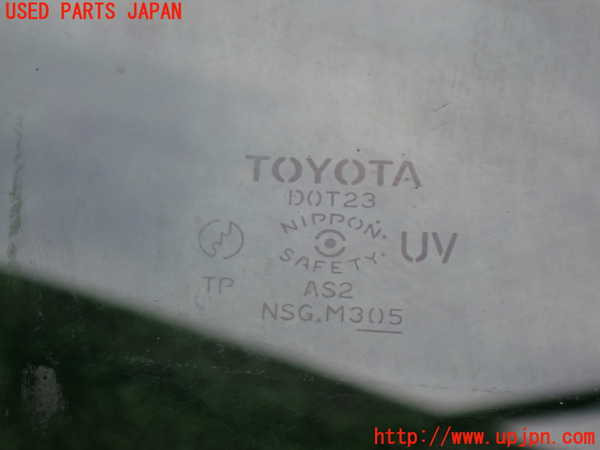 USED PARTS JAPAN
TOYOTA
DOT23
NIPPON.
SAFETY.
UV
TP
AS2
NSG.M305
http://www.upjpn.com/